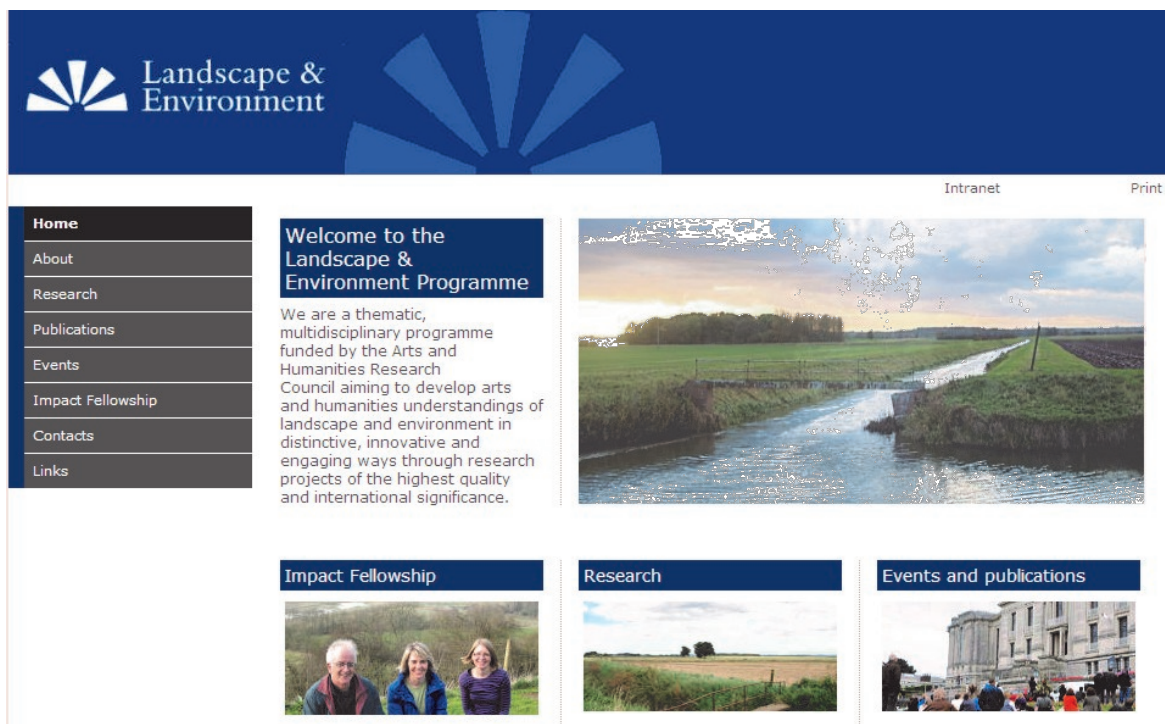 Landscape &
Environment
Intranet
Print
Home
About
Research
Publications
Events
Impact Fellowship
Contacts
Links
Welcome to the
Landscape &
Environment Programme
We are a thematic,
multidisciplinary programme
funded by the Arts and
Humanities Research
Council aiming to develop arts
and humanities understandings of
landscape and environment in
distinctive, innovative and
engaging ways through research
projects of the highest quality
and international significance.
Impact Fellowship
Research
Events and publications